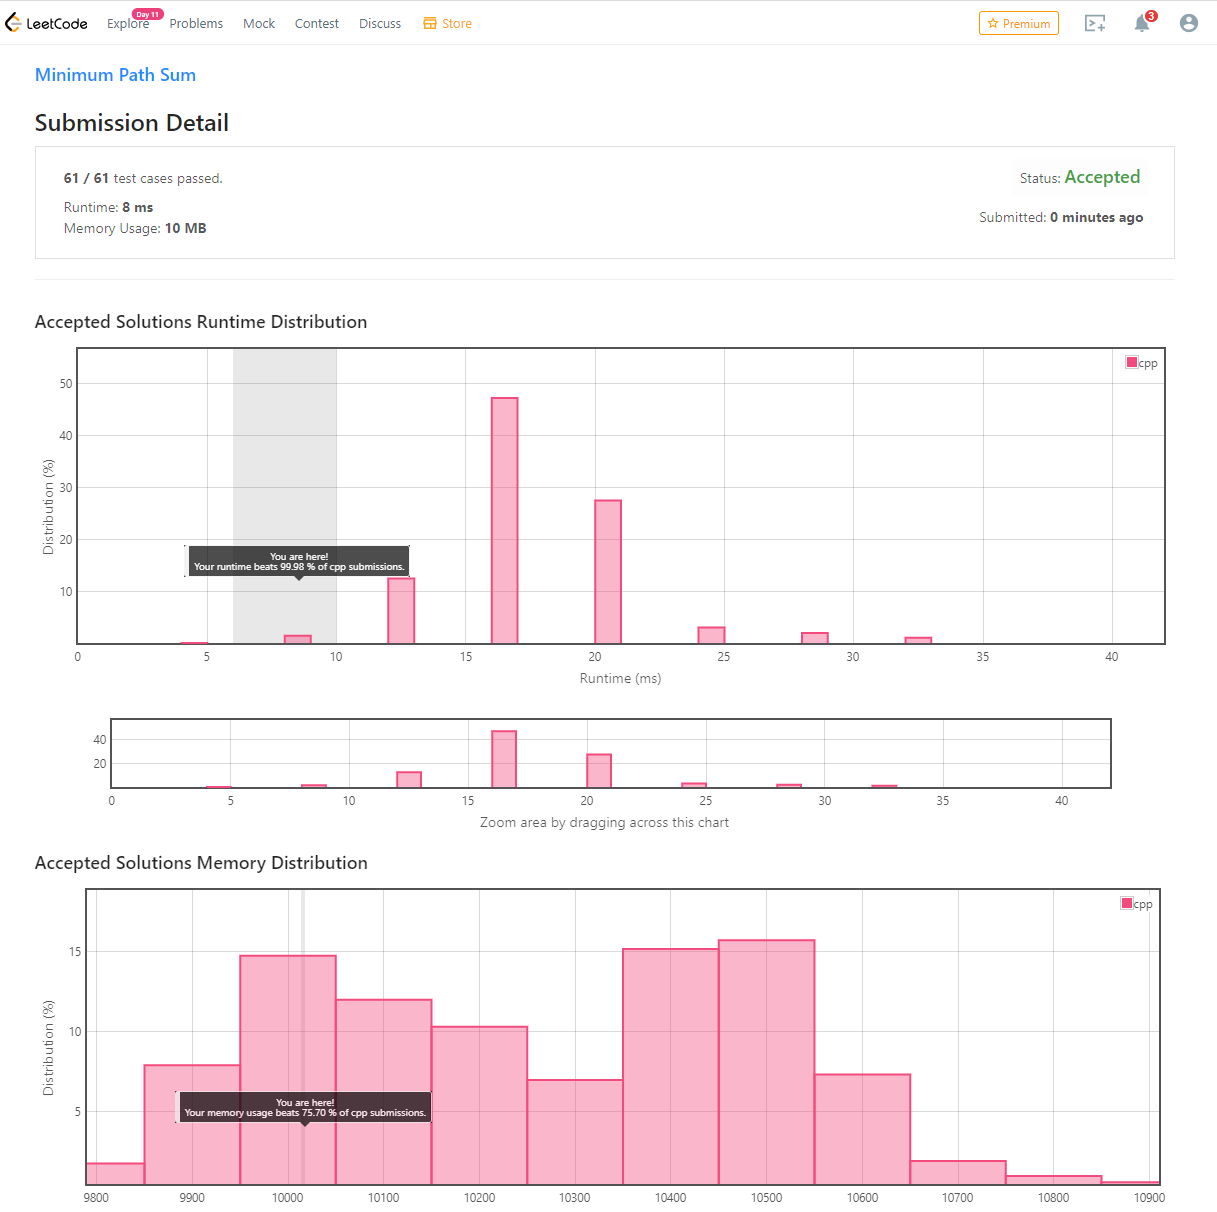 LeetCode Explore Day 11 Problems Mock Contest Discuss Store Premium 3
Minimum Path Sum
Submission Detail
61 / 61 test cases passed.
Status: Accepted
Runtime: 8 ms
Submitted: 0 minutes ago
Memory Usage: 10 MB
Accepted Solutions Runtime Distribution
cpp
50
40
30
20
10
Distribution (%)
You are here!
Your runtime beats 99.98 % of cpp submissions.
0 5 10 15 20 25 30 35 40
Runtime (ms)
40
20
0 5 10 15 20 25 30 35 40
Zoom area by dragging across this chart
Accepted Solutions Memory Distribution
cpp
15
10
5
Distribution (%)
You are here!
Your memory usage beats 75.70 % of cpp submissions.
9800 9900 10000 10100 10200 10300 10400 10500 10600 10700 10800 10900